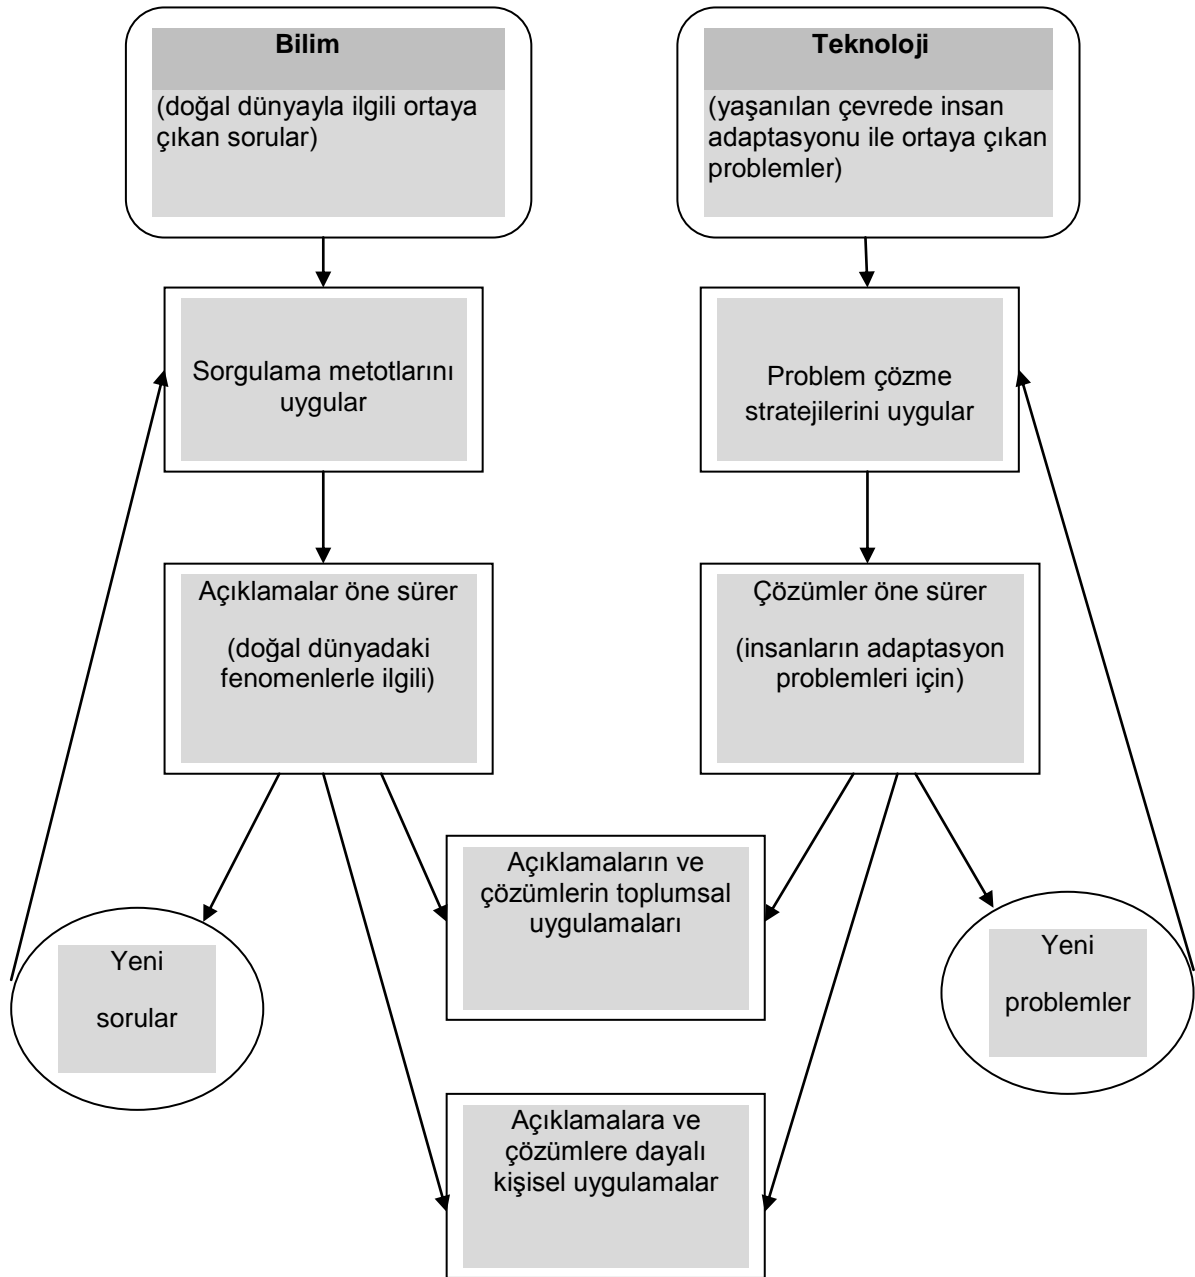 Bilim
(doğal dünyayla ilgili ortaya
çıkan sorular)
Teknoloji
(yaşanılan çevrede insan
adaptasyonu ile ortaya çıkan
problemler)
Sorgulama metotlarını
uygular
Problem çözme
stratejilerini uygular
Açıklamalar öne sürer
(doğal dünyadaki
fenomenlerle ilgili)
Çözümler öne sürer
(insanların adaptasyon
problemleri için)
Açıklamaların ve
çözümlerin toplumsal
uygulamaları
Yeni
sorular
Yeni
problemler
Açıklamalara ve
çözümlere dayalı
kişisel uygulamalar